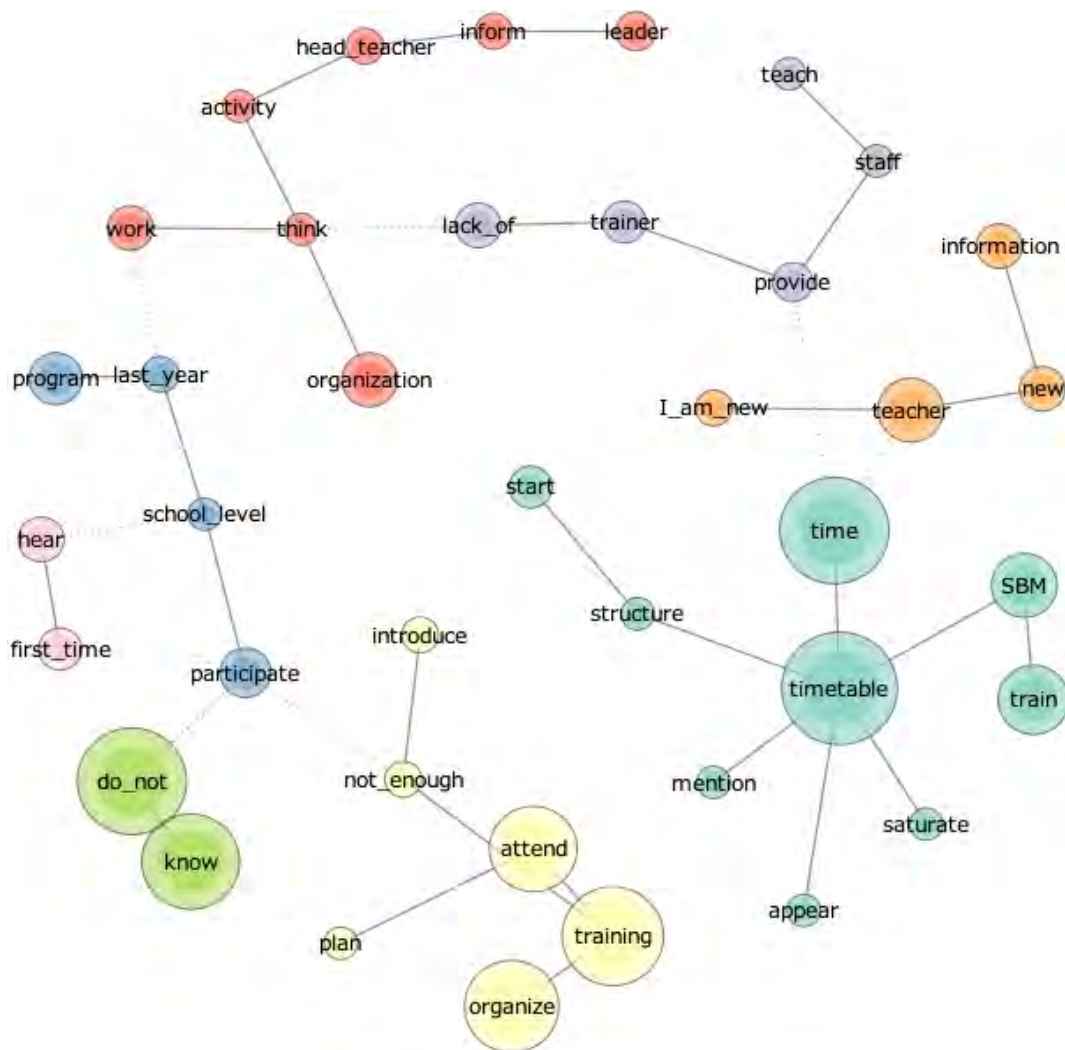 head_teacher
inform
leader
teach
activity
staff
work
think
lack_of
trainer
information
provide
program
last_year
organization
I_am_new
teacher
new
start
time
school_level
hear
SBM
structure
introduce
first_time
participate
timetable
train
do_not
not_enough
mention
saturate
attend
know
appear
plan
training
organize